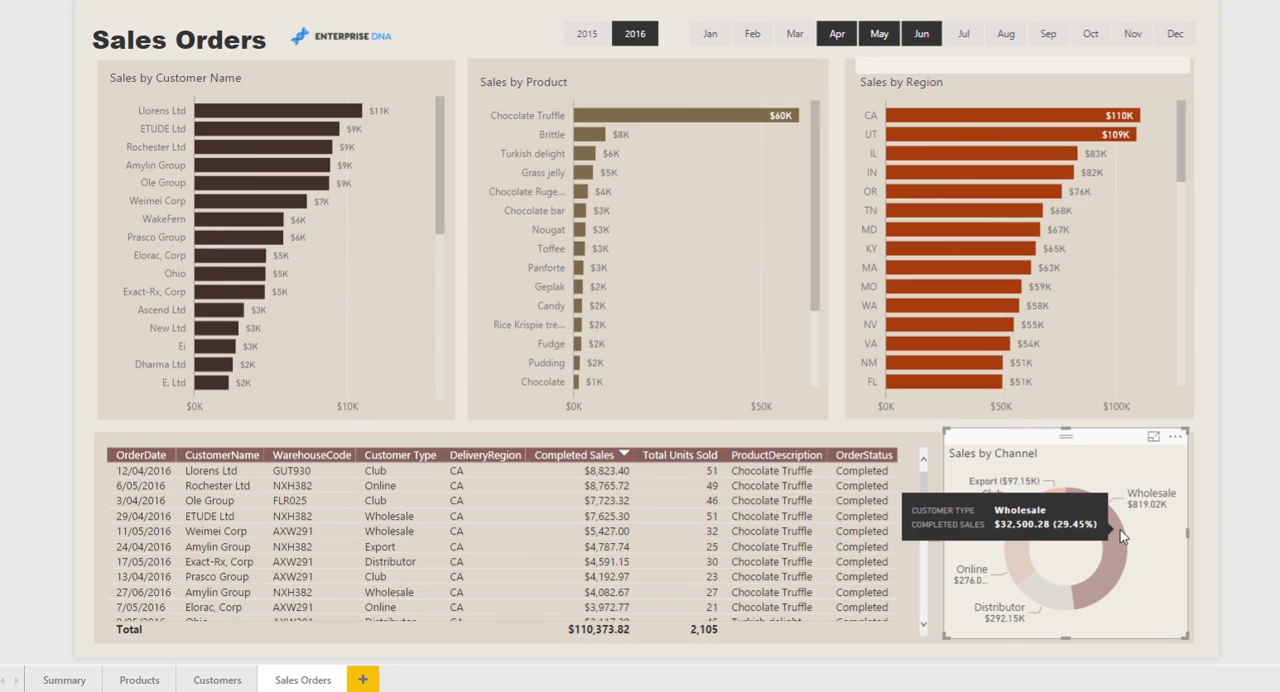 Sales Orders
ENTERPRISE DNA
2015 2016
Jan Feb Mar Apr May Jun Jul Aug Sep Oct Nov Dec
Sales by Customer Name
Llorens Ltd $11K
ETUDE Ltd $9K
Rochester Ltd $9K
Amylin Group $9K
Ole Group $9K
Weimei Corp $7K
WakeFern $6K
Prasco Group $6K
Elorac, Corp $5K
Ohio $5K
Exact-Rx, Corp $5K
Ascend Ltd $3K
New Ltd $3K
Ei $3K
Dharma Ltd $2K
E. Ltd $2K
$0K $10K
Sales by Product
Chocolate Truffle $60K
Brittle $8K
Turkish delight $6K
Grass jelly $5K
Chocolate Ruge... $4K
Chocolate bar $3K
Nougat $3K
Toffee $3K
Panforte $3K
Geplak $2K
Candy $2K
Rice Krispie tre... $2K
Fudge $2K
Pudding $2K
Chocolate $1K
$0K $50K
Sales by Region
CA $110K
UT $109K
IL $83K
IN $82K
OR $76K
TN $68K
MD $67K
KY $65K
MA $63K
MO $59K
WA $58K
NV $55K
VA $54K
NM $51K
FL $51K
$0K $50K $100K
OrderDate CustomerName WarehouseCode Customer Type DeliveryRegion Completed Sales Total Units Sold ProductDescription OrderStatus
12/04/2016 Llorens Ltd GUT930 Club CA $8,823.40 51 Chocolate Truffle Completed
6/05/2016 Rochester Ltd NXH382 Online CA $8,765.72 49 Chocolate Truffle Completed
3/04/2016 Ole Group FLR025 Club CA $7,723.32 46 Chocolate Truffle Completed
29/04/2016 ETUDE Ltd NXH382 Wholesale CA $7,625.30 51 Chocolate Truffle Completed
11/05/2016 Weimei Corp AXW291 Wholesale CA $5,427.00 32 Chocolate Truffle Completed
24/04/2016 Amylin Group NXH382 Export CA $4,787.74 25 Chocolate Truffle Completed
17/05/2016 Exact-Rx, Corp AXW291 Distributor CA $4,591.15 30 Chocolate Truffle Completed
13/04/2016 Prasco Group AXW291 Club CA $4,192.97 23 Chocolate Truffle Completed
27/06/2016 Amylin Group NXH382 Wholesale CA $4,082.67 27 Chocolate Truffle Completed
7/05/2016 Elorac, Corp AXW291 Online CA $3,972.77 21 Chocolate Truffle Completed
Total $110,373.82 2,105
Sales by Channel
Export ($97.15K)
Wholesale
$819.02K
CUSTOMER TYPE Wholesale
COMPLETED SALES $32,500.28 (29.45%)
Online
$276.0...
Distributor
$292.15K
Summary Products Customers Sales Orders +